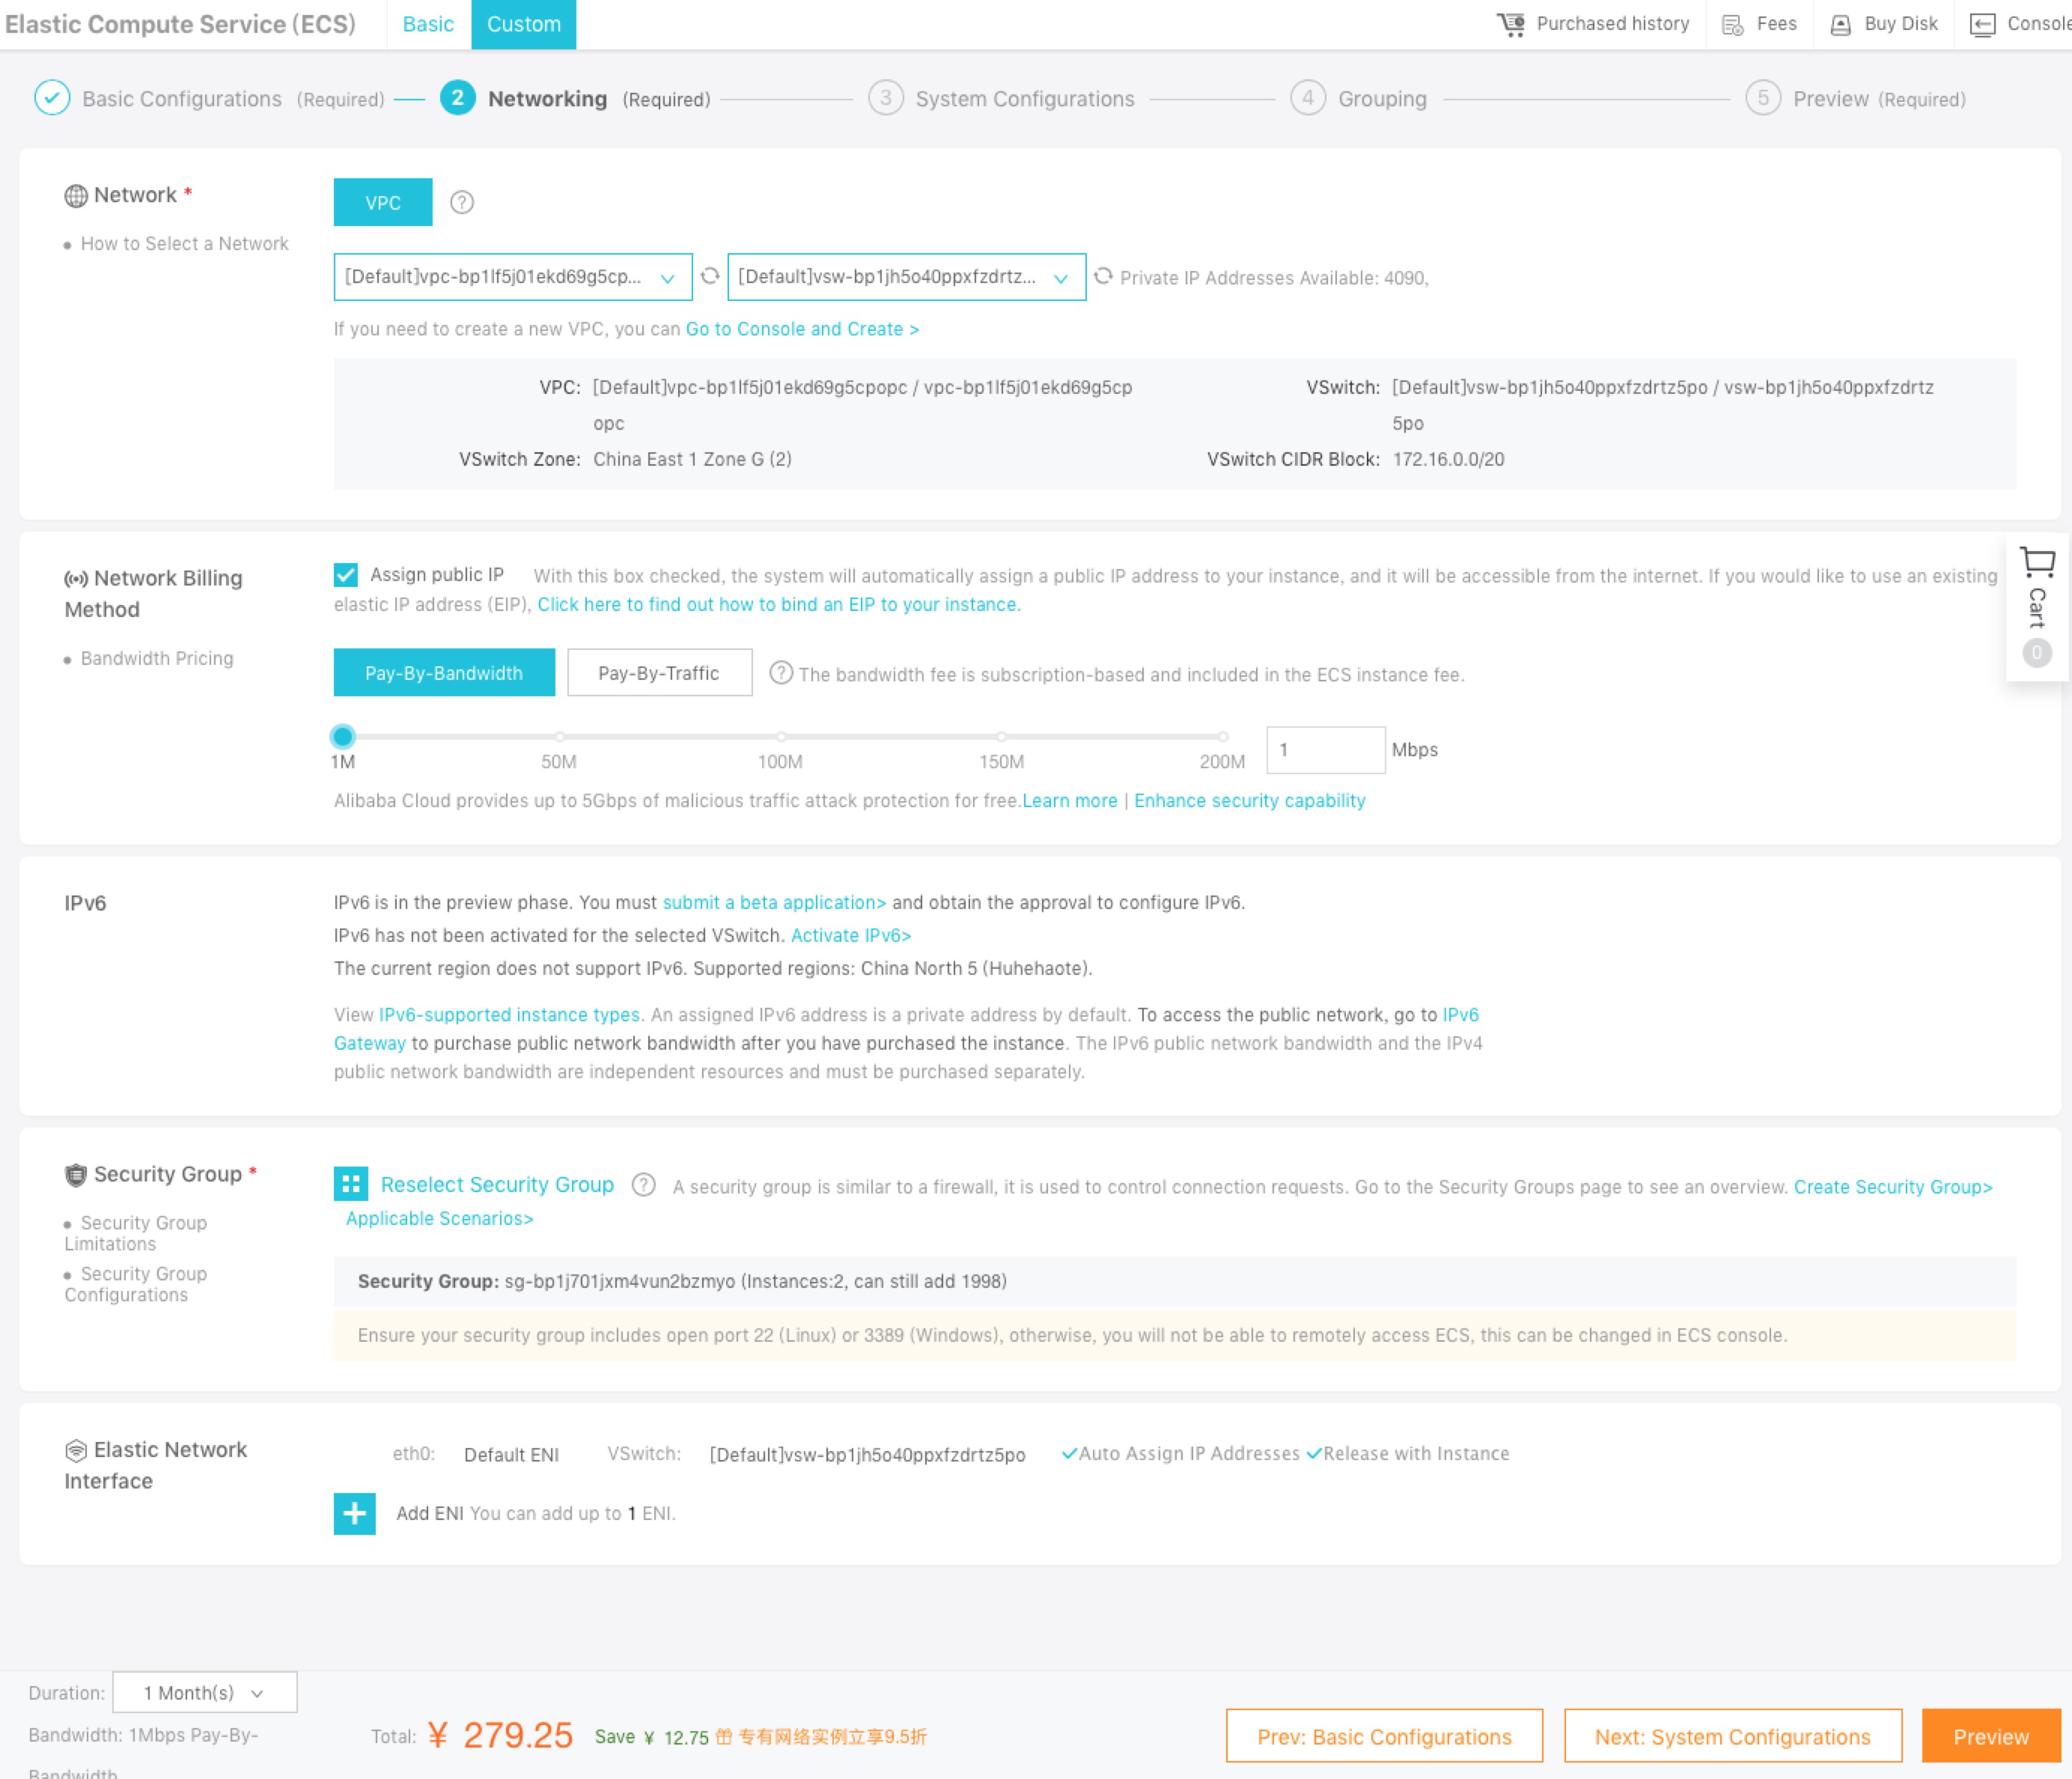 Elastic Compute Service (ECS) Basic Custom Purchased history Fees Buy Disk Console
Basic Configurations (Required) 2 Networking (Required) 3 System Configurations 4 Grouping 5 Preview (Required)
Network *
VPC ?
• How to Select a Network
[Default]vpc-bp1lf5j01ekd69g5cp... [Default]vsw-bp1jh5o40ppxfzdrtz... Private IP Addresses Available: 4090,
If you need to create a new VPC, you can Go to Console and Create >
VPC: [Default]vpc-bp1lf5j01ekd69g5cpopc / vpc-bp1lf5j01ekd69g5cp
opc
VSwitch: [Default]vsw-bp1jh5o40ppxfzdrtz5po / vsw-bp1jh5o40ppxfzdrtz
5po
VSwitch Zone: China East 1 Zone G (2)
VSwitch CIDR Block: 172.16.0.0/20
Network Billing
Method
• Bandwidth Pricing
Assign public IP With this box checked, the system will automatically assign a public IP address to your instance, and it will be accessible from the internet. If you would like to use an existing
elastic IP address (EIP), Click here to find out how to bind an EIP to your instance.
Pay-By-Bandwidth Pay-By-Traffic ? The bandwidth fee is subscription-based and included in the ECS instance fee.
1M 50M 100M 150M 200M 1 Mbps
Alibaba Cloud provides up to 5Gbps of malicious traffic attack protection for free.Learn more | Enhance security capability
Cart
0
IPv6
IPv6 is in the preview phase. You must submit a beta application> and obtain the approval to configure IPv6.
IPv6 has not been activated for the selected VSwitch. Activate IPv6>
The current region does not support IPv6. Supported regions: China North 5 (Huhehaote).
View IPv6-supported instance types. An assigned IPv6 address is a private address by default. To access the public network, go to IPv6
Gateway to purchase public network bandwidth after you have purchased the instance. The IPv6 public network bandwidth and the IPv4
public network bandwidth are independent resources and must be purchased separately.
Security Group *
• Security Group
Limitations
• Security Group
Configurations
Reselect Security Group ? A security group is similar to a firewall, it is used to control connection requests. Go to the Security Groups page to see an overview. Create Security Group>
Applicable Scenarios>
Security Group: sg-bp1j701jxm4vun2bzmyo (Instances:2, can still add 1998)
Ensure your security group includes open port 22 (Linux) or 3389 (Windows), otherwise, you will not be able to remotely access ECS, this can be changed in ECS console.
Elastic Network
Interface
eth0: Default ENI VSwitch: [Default]vsw-bp1jh5o40ppxfzdrtz5po Auto Assign IP Addresses Release with Instance
Add ENI You can add up to 1 ENI.
Duration: 1 Month(s)
Bandwidth: 1Mbps Pay-By-
Bandwidth
Total: ¥ 279.25 Save ¥ 12.75 专有网络实例立享9.5折
Prev: Basic Configurations Next: System Configurations Preview